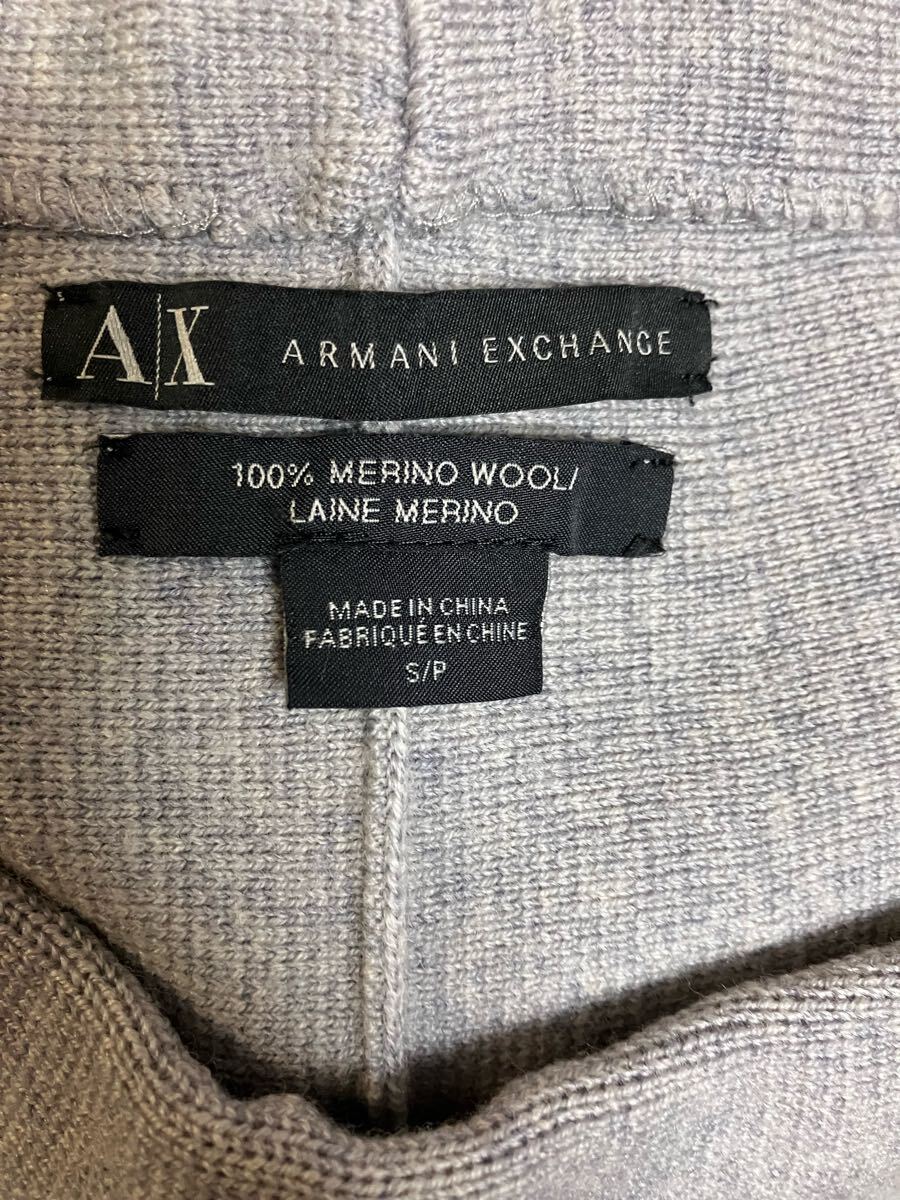 A|X ARMANI EXCHANGE
100% MERINO WOOL/
LAINE MERINO
MADE IN CHINA
FABRIQUÉ EN CHINE
S/P